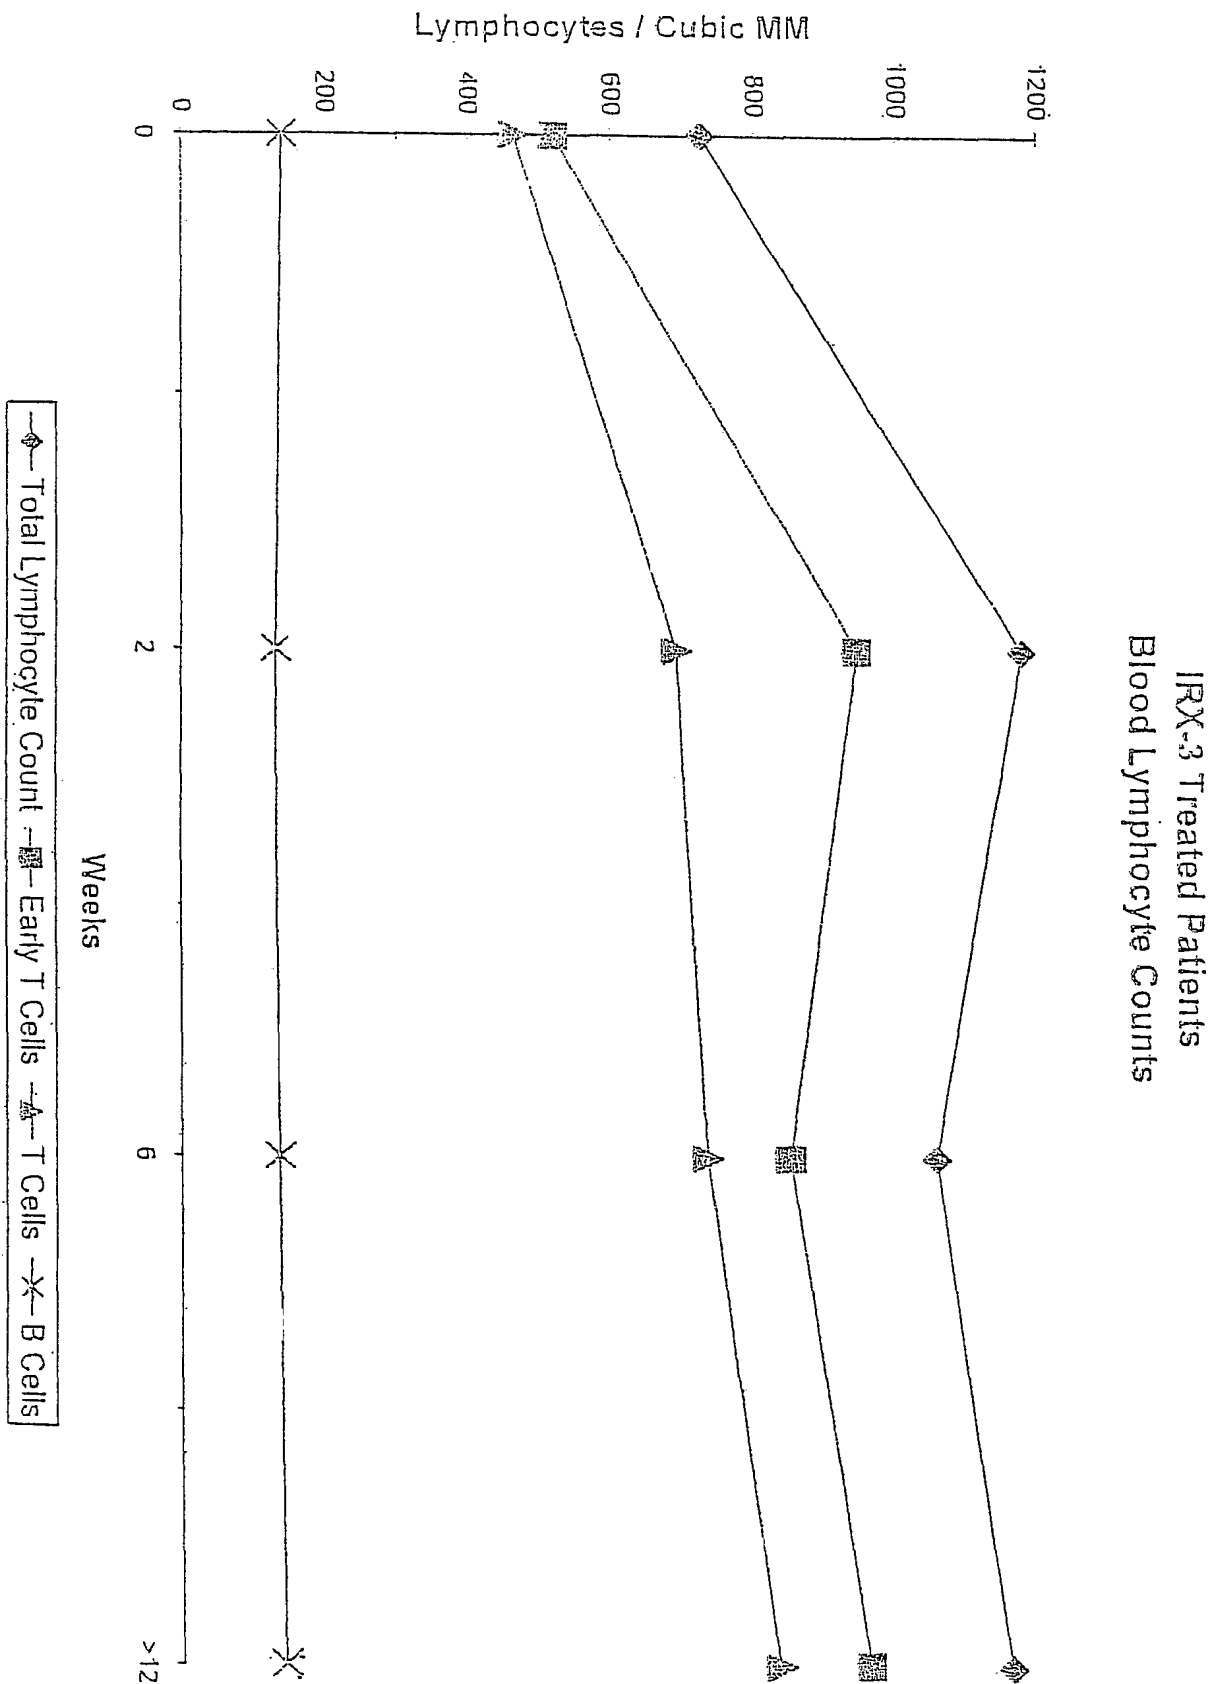 IRX-3 Treated Patients
Blood Lymphocyte Counts
Lymphocytes / Cubic MM
1200
1000
800
600
400
200
0
0
2
6
>12
Weeks
Total Lymphocyte Count Early T Cells T Cells B Cells